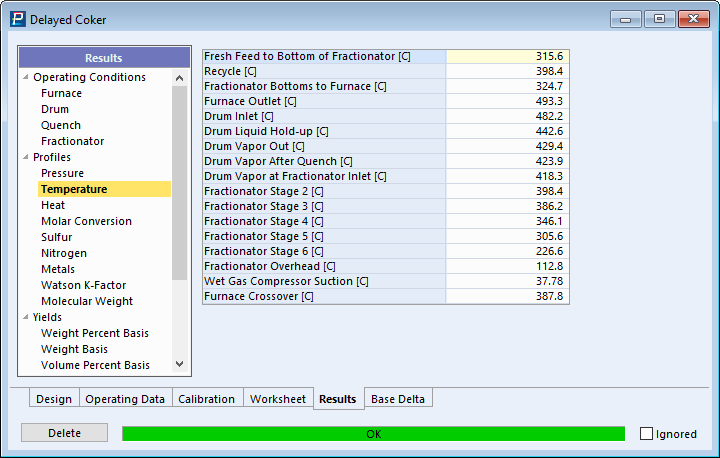 Delayed Coker
Results
Operating Conditions
Furnace
Drum
Quench
Fractionator
Profiles
Pressure
Temperature
Heat
Molar Conversion
Sulfur
Nitrogen
Metals
Watson K-Factor
Molecular Weight
Yields
Weight Percent Basis
Weight Basis
Volume Percent Basis
Fresh Feed to Bottom of Fractionator [C] 315.6
Recycle [C] 398.4
Fractionator Bottoms to Furnace [C] 324.7
Furnace Outlet [C] 493.3
Drum Inlet [C] 482.2
Drum Liquid Hold-up [C] 442.6
Drum Vapor Out [C] 429.4
Drum Vapor After Quench [C] 423.9
Drum Vapor at Fractionator Inlet [C] 418.3
Fractionator Stage 2 [C] 398.4
Fractionator Stage 3 [C] 386.2
Fractionator Stage 4 [C] 346.1
Fractionator Stage 5 [C] 305.6
Fractionator Stage 6 [C] 226.6
Fractionator Overhead [C] 112.8
Wet Gas Compressor Suction [C] 37.78
Furnace Crossover [C] 387.8
Design Operating Data Calibration Worksheet Results Base Delta
Delete OK Ignored